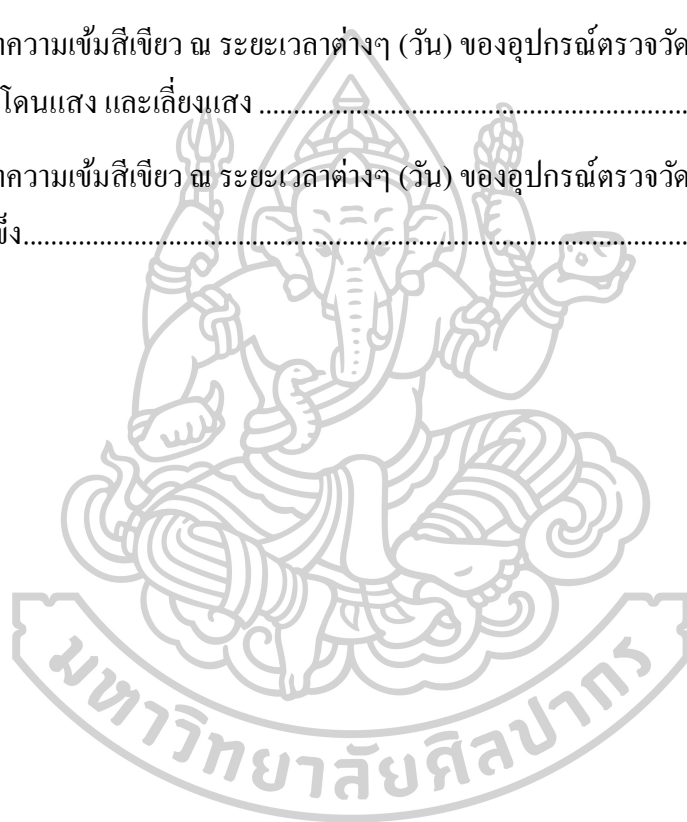 ความเข้มสีเขียว ณ ระยะเวลาต่างๆ (วัน) ของอุปกรณ์ตรวจวัด
โดนแสง และเลี่ยงแสง ..............................................................
ความเข้มสีเขียว ณ ระยะเวลาต่างๆ (วัน) ของอุปกรณ์ตรวจวัด
..............................................................................................
มหาวิทยาลัยศิลปากร